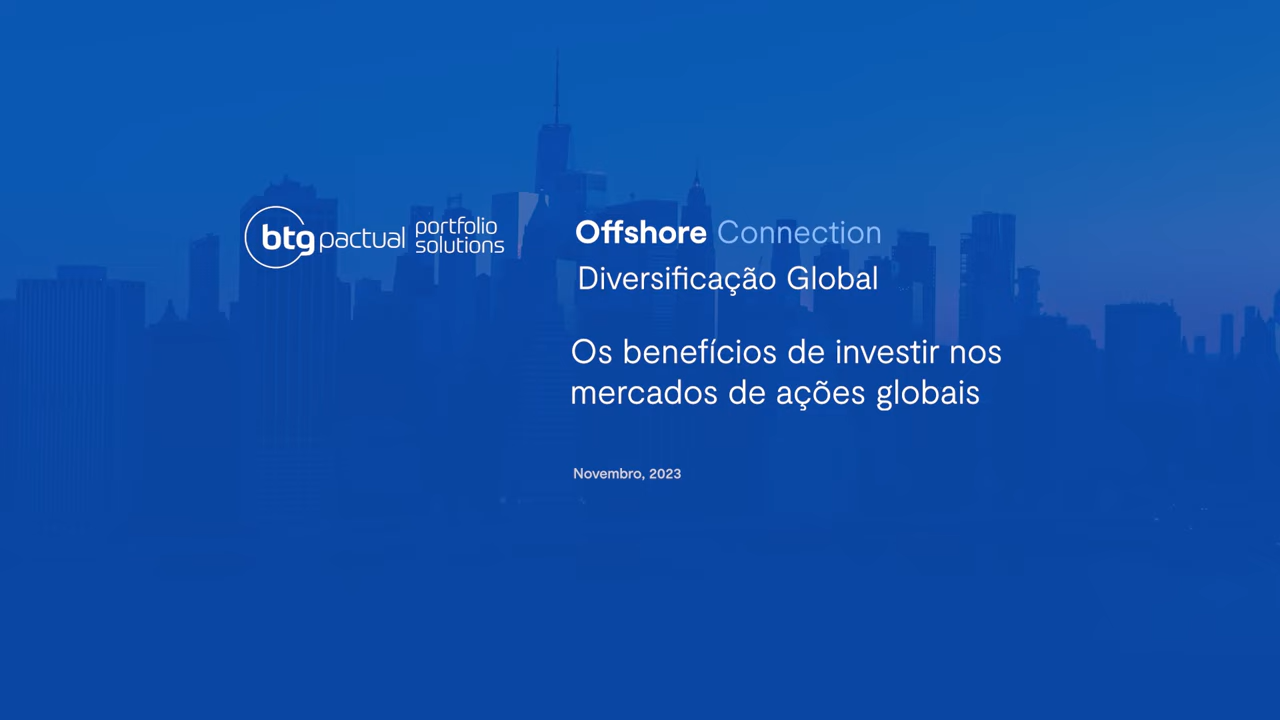 btg pactual portfolio solutions
Offshore Connection
Diversificação Global
Os benefícios de investir nos
mercados de ações globais
Novembro, 2023